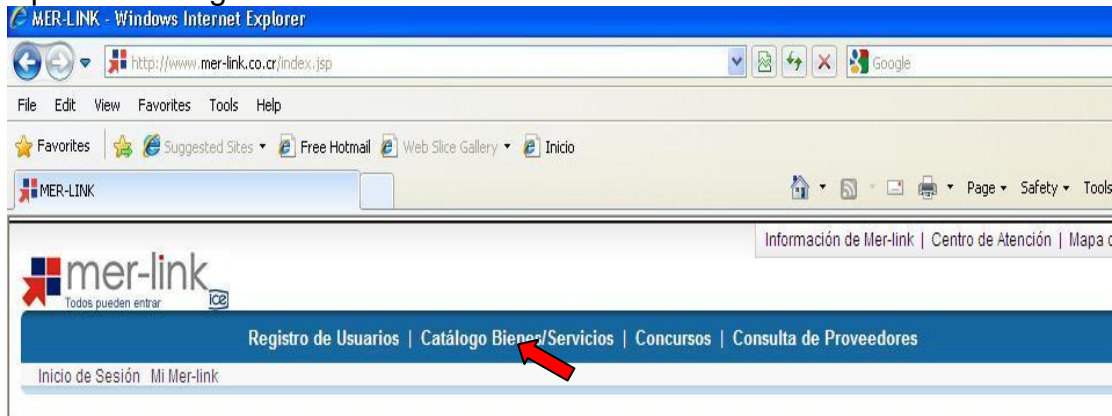 MER-LINK - Windows Internet Explorer
http://www.mer-link.co.cr/index.jsp
Google
File Edit View Favorites Tools Help
Favorites Suggested Sites Free Hotmail Web Slice Gallery Inicio
MER-LINK
Page Safety Tools
Información de Mer-link | Centro de Atención | Mapa
mer-link
Todos pueden entrar
ice
Registro de Usuarios | Catálogo Bienes/Servicios | Concursos | Consulta de Proveedores
Inicio de Sesión Mi Mer-link